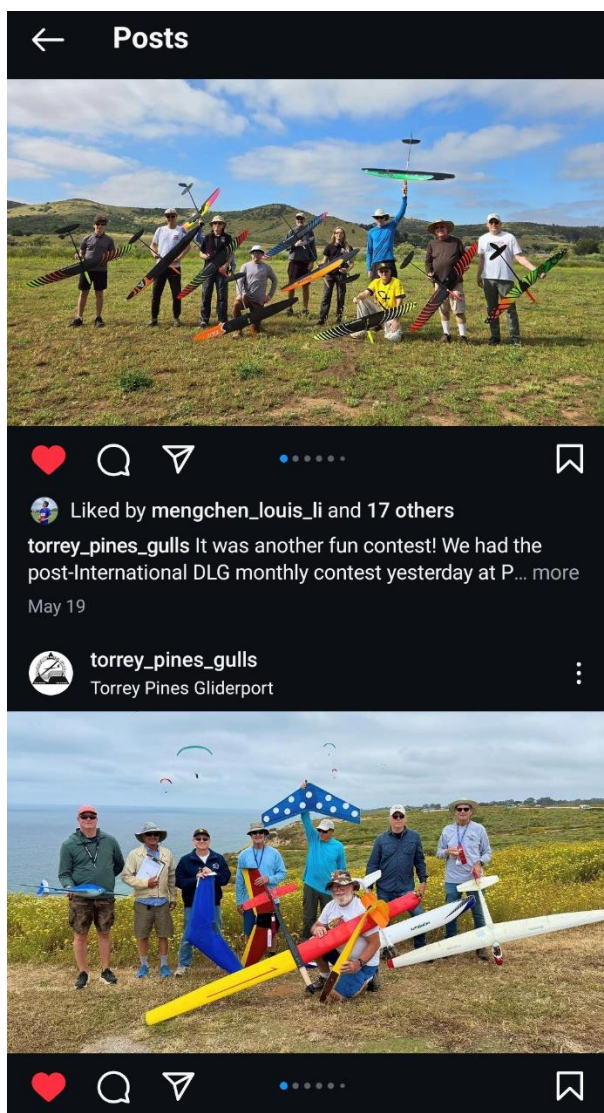 Posts
Liked by mengchen_louis_li and 17 others
torrey_pines_gulls It was another fun contest! We had the
post-International DLG monthly contest yesterday at P... more
May 19
torrey_pines_gulls
Torrey Pines Gliderport